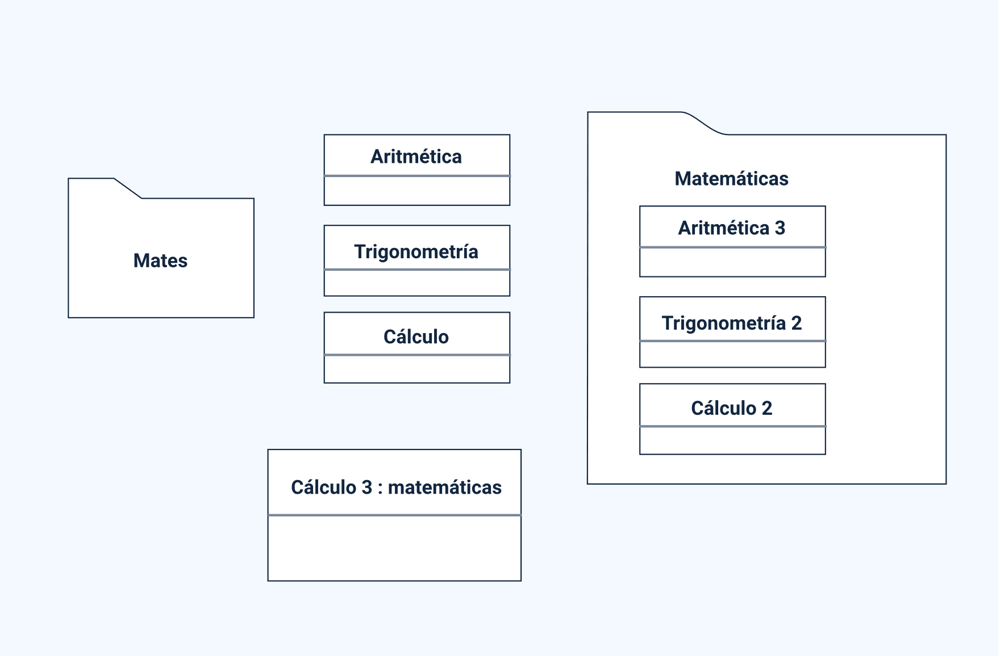 Mates
Aritmética
Trigonometría
Cálculo
Cálculo 3 : matemáticas
Matemáticas
Aritmética 3
Trigonometría 2
Cálculo 2